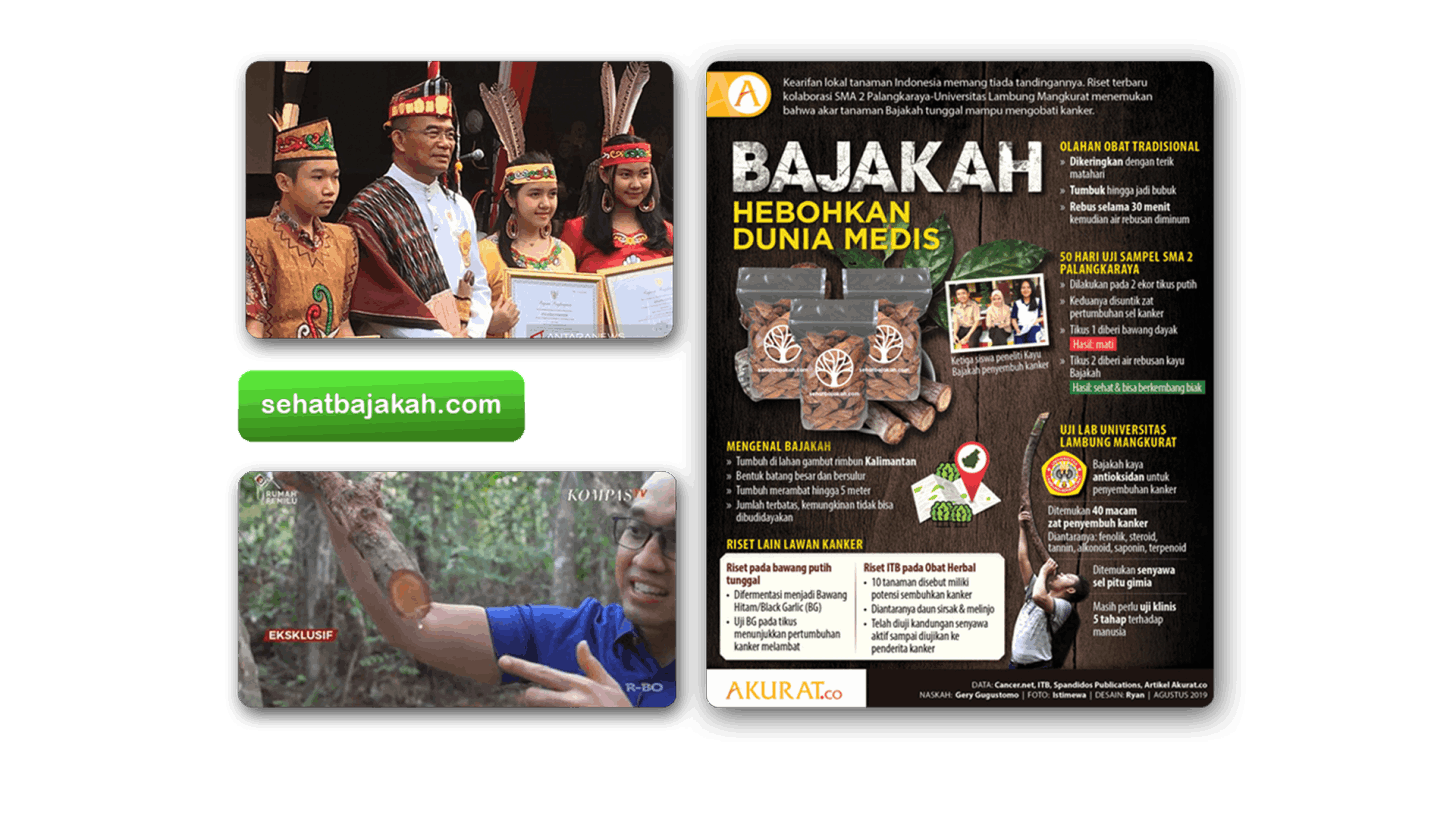 ANTARANEWS
sehatbajakah.com
RUMAH
PEMILU
KOMPASTV
EKSKLUSIF
R-BO
A
Kearifan lokal tanaman Indonesia memang tiada tandingannya. Riset terbaru
kolaborasi SMA 2 Palangkaraya-Universitas Lambung Mangkurat menemukan
bahwa akar tanaman Bajakah tunggal mampu mengobati kanker.
BAJAKAH
HEBOHKAN
DUNIA MEDIS
sehatbajakah.com
sehatbajakah.com
sehatbajakah.com
Ketiga siswa peneliti Kayu
Bajakah penyembuh kanker
OLAHAN OBAT TRADISIONAL
» Dikeringkan dengan terik
matahari
» Tumbuk hingga jadi bubuk
» Rebus selama 30 menit
kemudian air rebusan diminum
50 HARI UJI SAMPEL SMA 2
PALANGKARAYA
» Dilakukan pada 2 ekor tikus putih
» Keduanya disuntik zat
pertumbuhan sel kanker
» Tikus 1 diberi bawang dayak
Hasil: mati
» Tikus 2 diberi air rebusan kayu
Bajakah
Hasil: sehat & bisa berkembang biak
MENGENAL BAJAKAH
» Tumbuh di lahan gambut rimbun Kalimantan
» Bentuk batang besar dan bersulur
» Tumbuh merambat hingga 5 meter
» Jumlah terbatas, kemungkinan tidak bisa
dibudidayakan
UJI LAB UNIVERSITAS
LAMBUNG MANGKURAT
Bajakah kaya
antioksidan untuk
penyembuhan kanker
Ditemukan 40 macam
zat penyembuh kanker
Diantaranya: fenolik, steroid,
tannin, alkonoid, saponin, terpenoid
Ditemukan senyawa
sel pitu gimia
Masih perlu uji klinis
5 tahap terhadap
manusia
RISET LAIN LAWAN KANKER
Riset pada bawang putih
tunggal
• Difermentasi menjadi Bawang
Hitam/Black Garlic (BG)
• Uji BG pada tikus
menunjukkan pertumbuhan
kanker melambat
Riset ITB pada Obat Herbal
• 10 tanaman disebut miliki
potensi sembuhkan kanker
• Diantaranya daun sirsak & melinjo
• Telah diuji kandungan senyawa
aktif sampai diujikan ke
penderita kanker
AKURAT.co
DATA: Cancer.net, ITB, Spandidos Publications, Artikel Akurat.co
NASKAH: Gery Gugustomo | FOTO: Istimewa | DESAIN: Ryan | AGUSTUS 2019